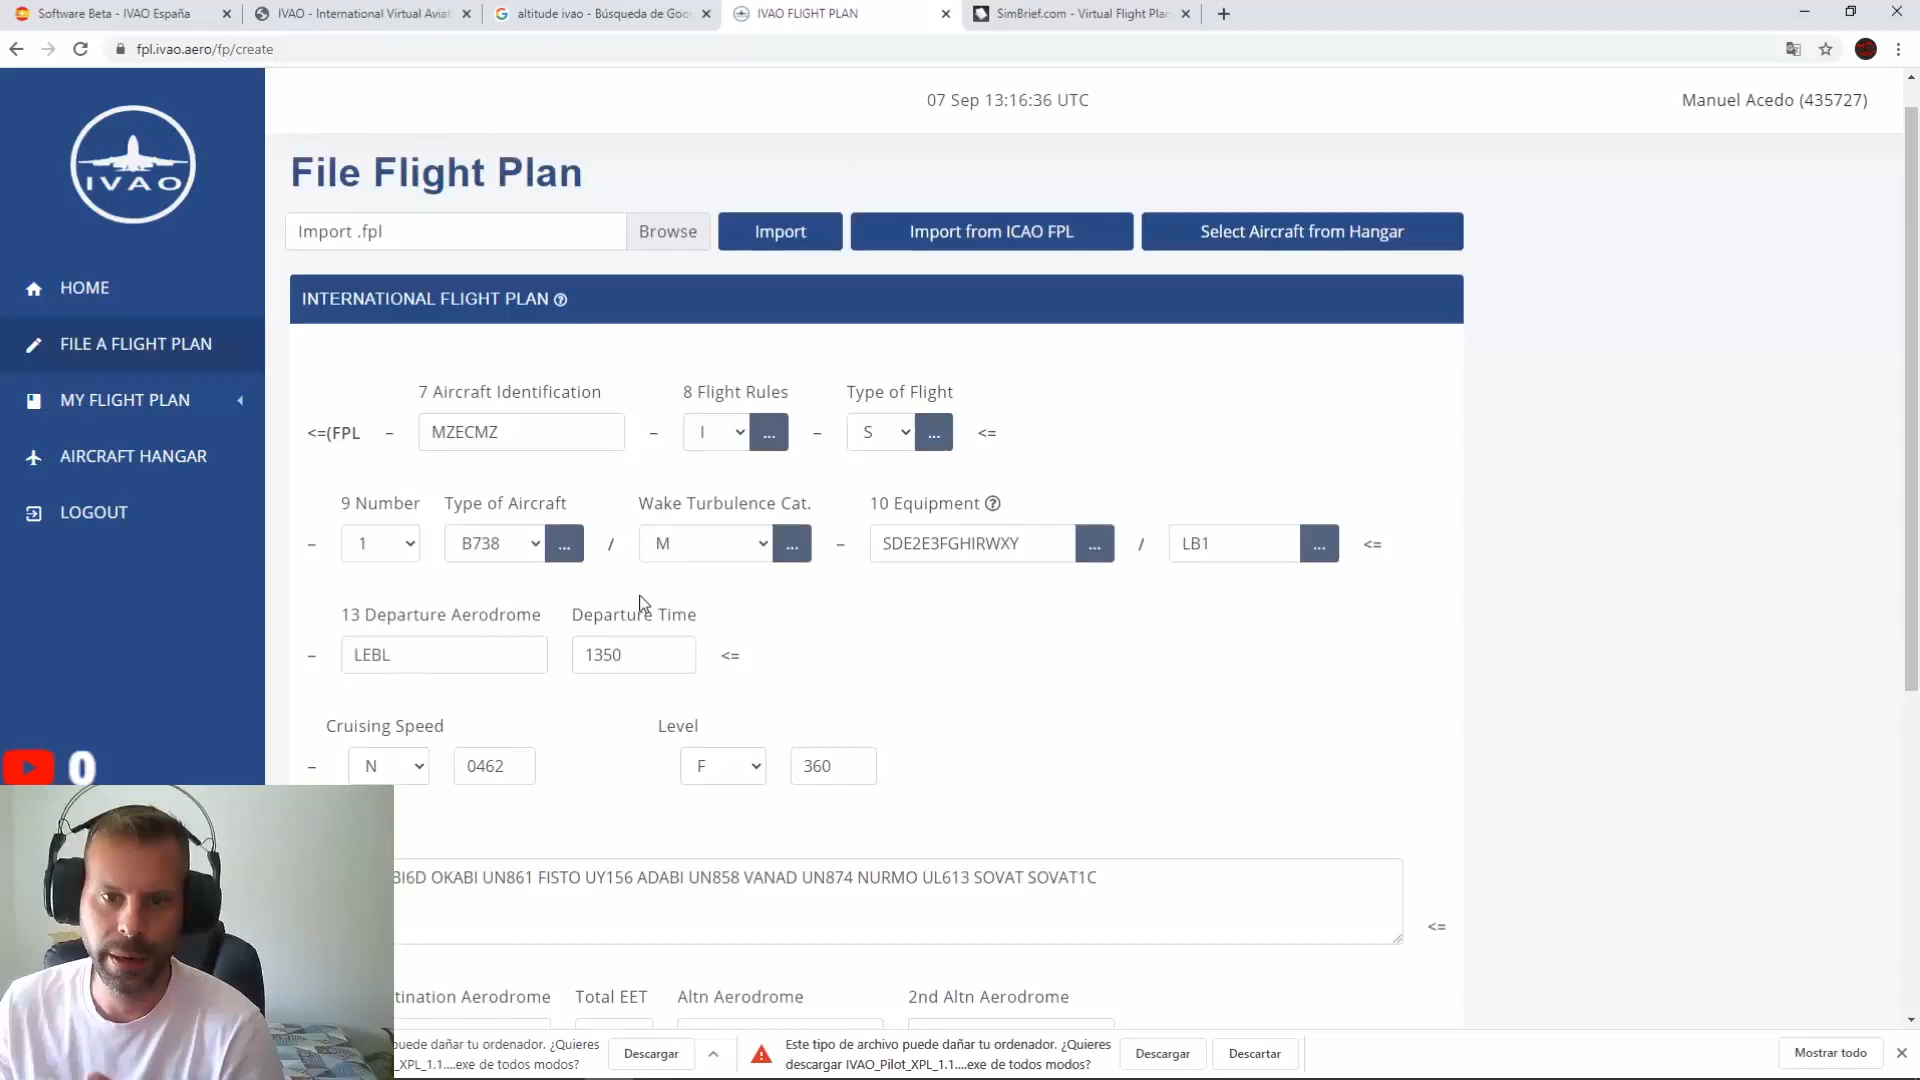 Software Beta - IVAO España
IVAO - International Virtual Aviat
altitude ivao - Búsqueda de Goo
IVAO FLIGHT PLAN
SimBrief.com - Virtual Flight Plan
fpl.ivao.aero/fp/create
07 Sep 13:16:36 UTC
Manuel Acedo (435727)
IVAO
File Flight Plan
Import .fpl
Browse
Import
Import from ICAO FPL
Select Aircraft from Hangar
HOME
FILE A FLIGHT PLAN
MY FLIGHT PLAN
AIRCRAFT HANGAR
LOGOUT
INTERNATIONAL FLIGHT PLAN
7 Aircraft Identification
8 Flight Rules
Type of Flight
<=(FPL – MZECMZ – I ... – S ... <=
9 Number
Type of Aircraft
Wake Turbulence Cat.
10 Equipment
– 1 B738 ... / M ... – SDE2E3FGHIRWXY ... / LB1 ... <=
13 Departure Aerodrome
Departure Time
– LEBL 1350 <=
Cruising Speed
Level
– N 0462 F 360
0
BI6D OKABI UN861 FISTO UY156 ADABI UN858 VANAD UN874 NURMO UL613 SOVAT SOVAT1C
<=
tination Aerodrome
Total EET
Altn Aerodrome
2nd Altn Aerodrome
puede dañar tu ordenador. ¿Quieres
_XPL_1.1....exe de todos modos?
Descargar
Este tipo de archivo puede dañar tu ordenador. ¿Quieres
descargar IVAO_Pilot_XPL_1.1....exe de todos modos?
Descargar
Descartar
Mostrar todo